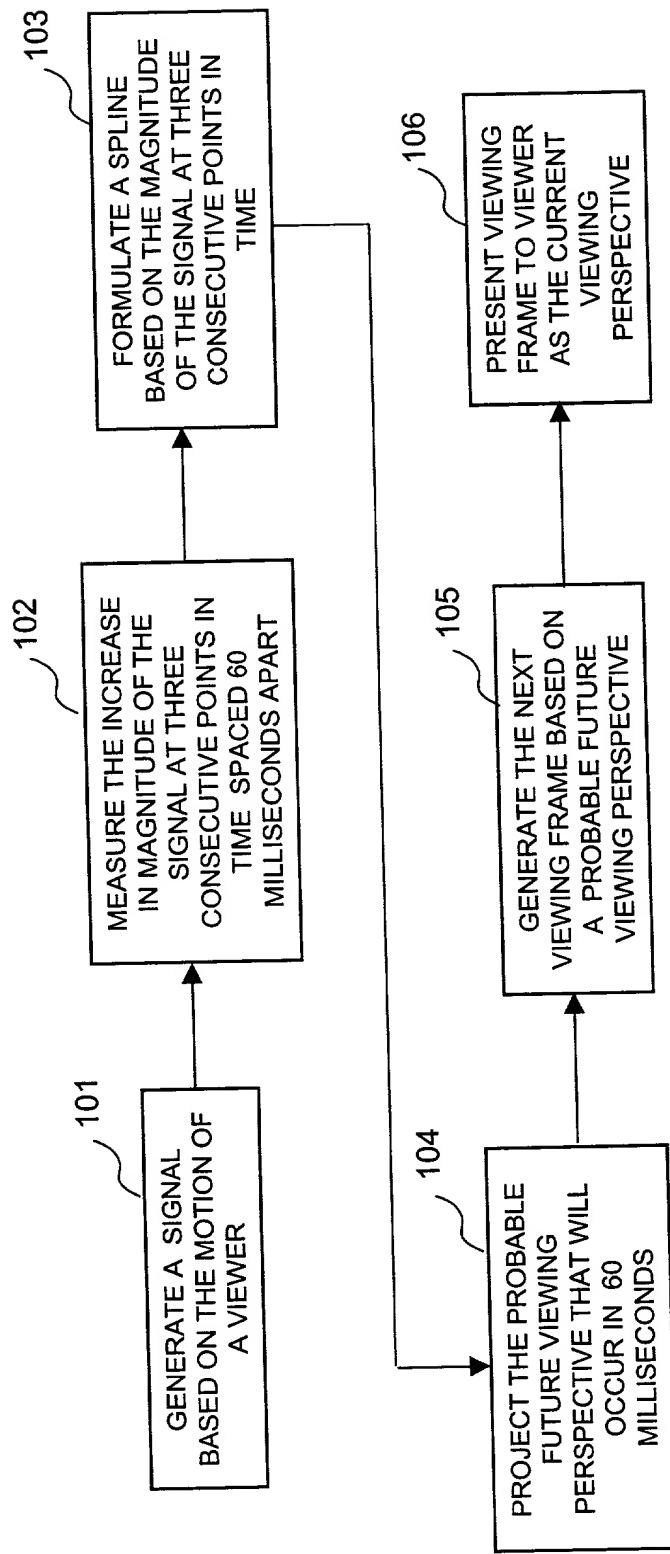 101
GENERATE A SIGNAL
BASED ON THE MOTION OF
A VIEWER
102
MEASURE THE INCREASE
IN MAGNITUDE OF THE
SIGNAL AT THREE
CONSECUTIVE POINTS IN
TIME SPACED 60
MILLISECONDS APART
103
FORMULATE A SPLINE
BASED ON THE MAGNITUDE
OF THE SIGNAL AT THREE
CONSECUTIVE POINTS IN
TIME
104
PROJECT THE PROBABLE
FUTURE VIEWING
PERSPECTIVE THAT WILL
OCCUR IN 60
MILLISECONDS
105
GENERATE THE NEXT
VIEWING FRAME BASED ON
A PROBABLE FUTURE
VIEWING PERSPECTIVE
106
PRESENT VIEWING
FRAME TO VIEWER
AS THE CURRENT
VIEWING
PERSPECTIVE